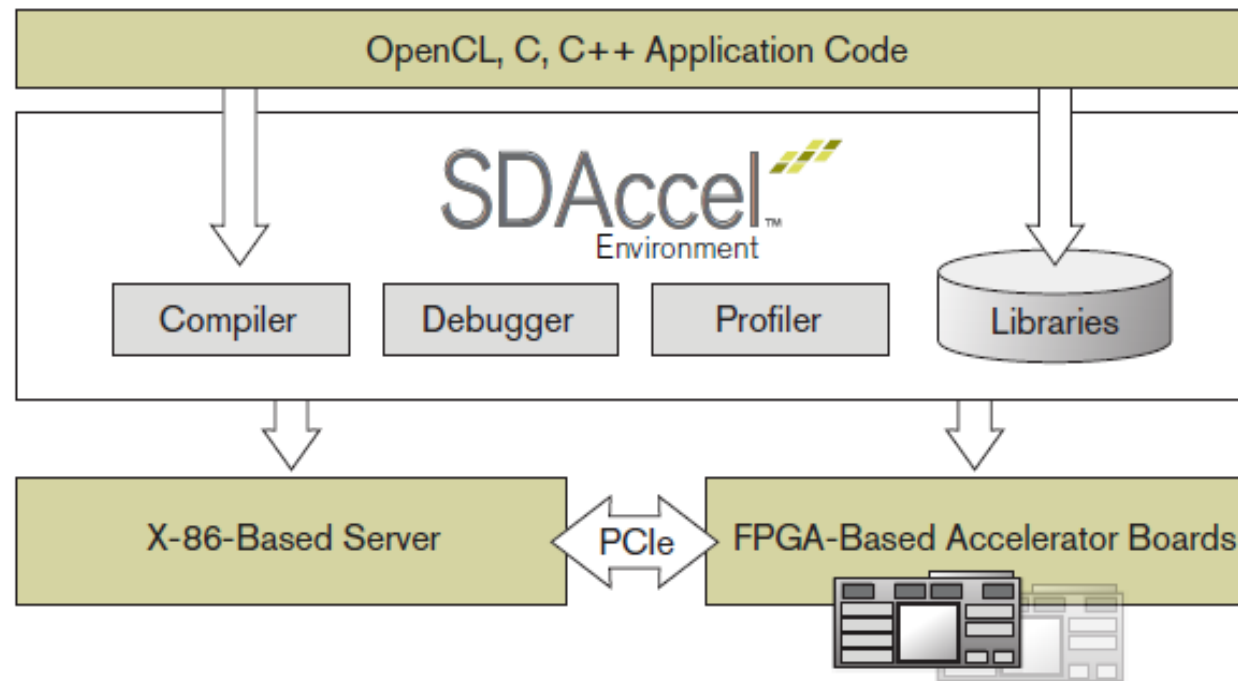 OpenCL, C, C++ Application Code
SDAccel™
Environment
Compiler
Debugger
Profiler
Libraries
X-86-Based Server
PCIe
FPGA-Based Accelerator Boards